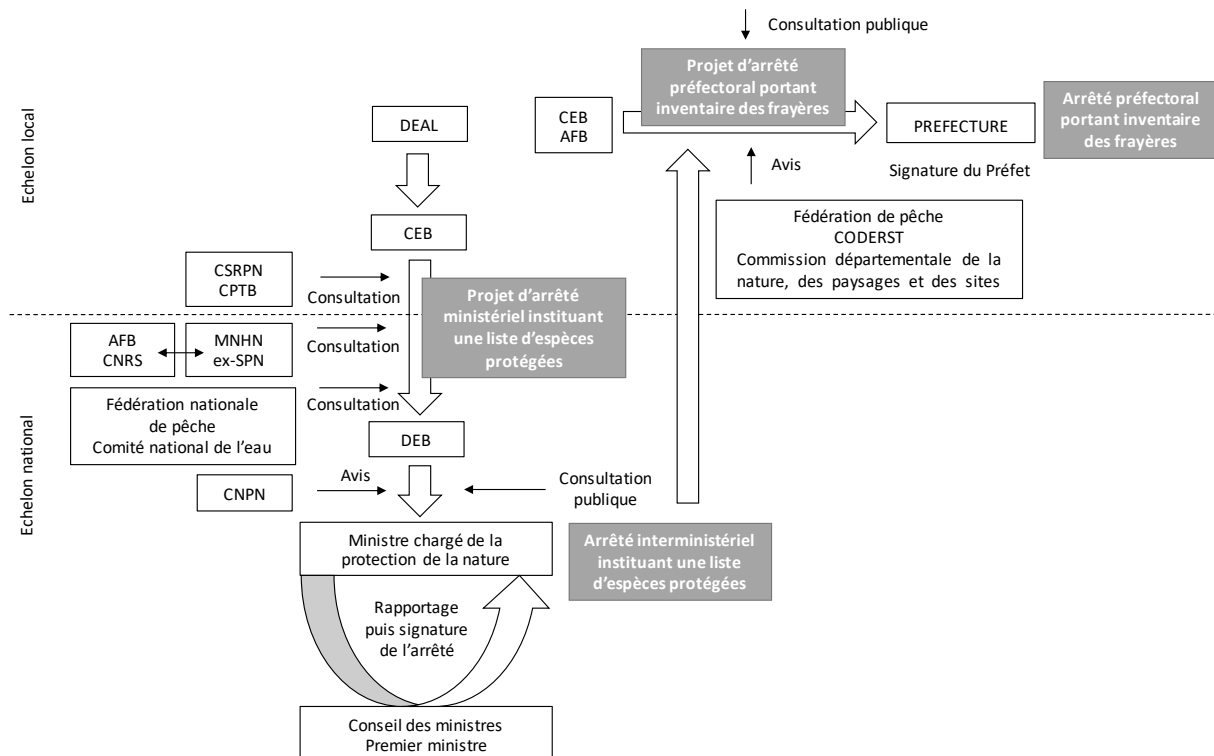 Consultation publique
Projet d'arrêté
préfectoral portant
inventaire des frayères
Arrêté préfectoral
portant inventaire
des frayères
Echelon local
DEAL
CEB
AFB
PREFECTURE
Avis
Signature du Préfet
Fédération de pêche
CODERST
Commission départementale de la
nature, des paysages et des sites
CEB
CSRPN
CPTB
Consultation
Projet d'arrêté
ministériel instituant
une liste d'espèces
protégées
Echelon national
AFB
CNRS
MNHN
ex-SPN
Consultation
Fédération nationale
de pêche
Comité national de l'eau
Consultation
DEB
CNPN
Avis
Consultation
publique
Ministre chargé de la
protection de la nature
Arrêté interministériel
instituant une liste
d'espèces protégées
Rapportage
puis signature
de l'arrêté
Conseil des ministres
Premier ministre